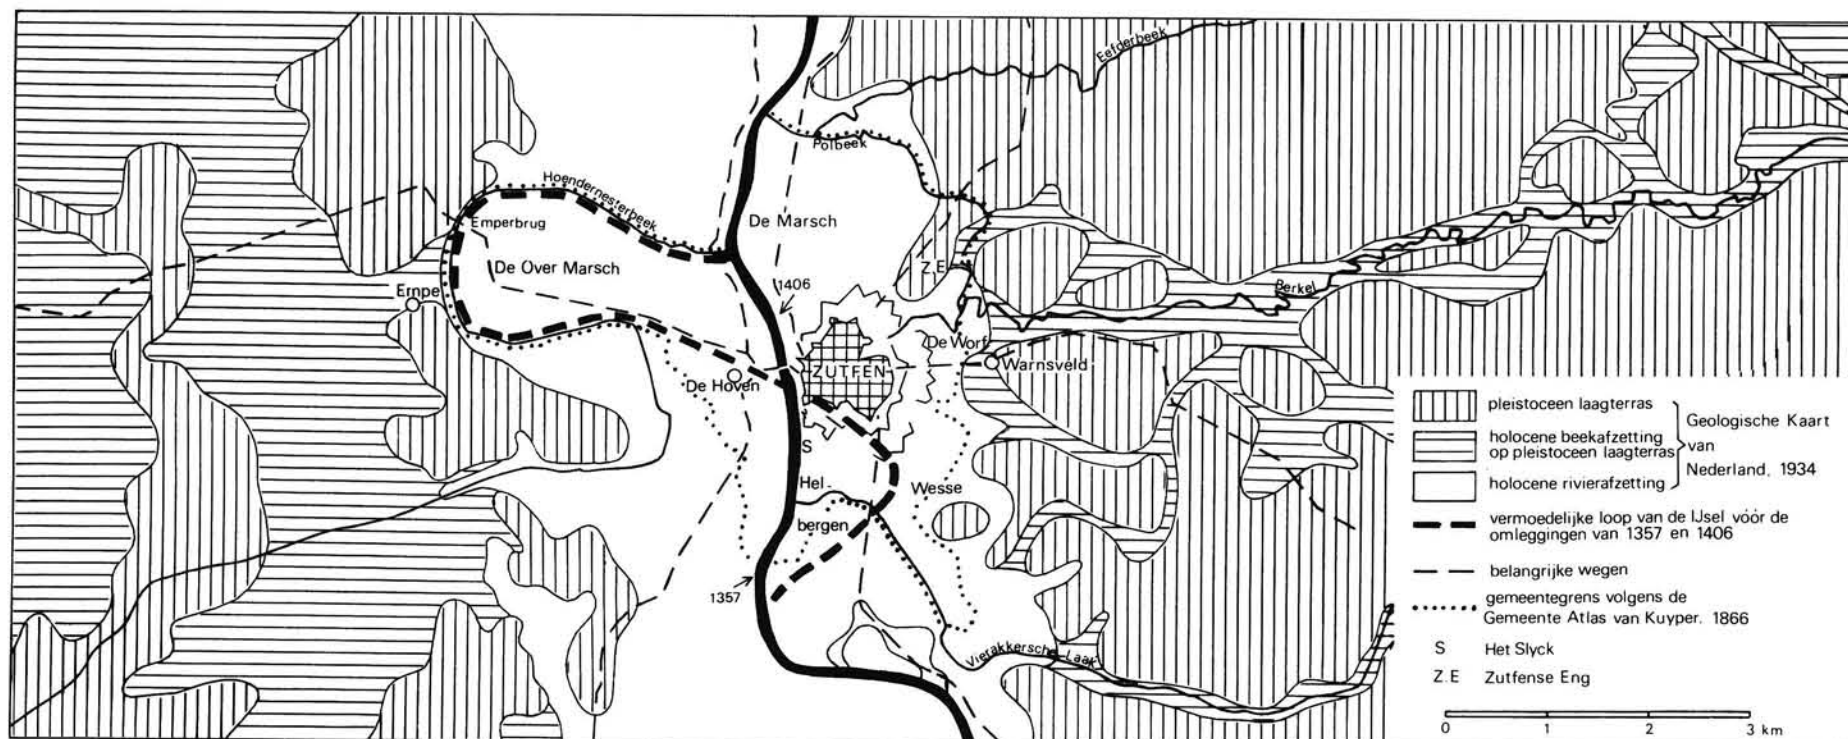 Eefderbeek
Polbeek
Hoendernesterbeek
De Marsch
Emperbrug
De Over Marsch
Z.E
Empe
1406
Berkel
De Worf
ZUTFEN
Warnsveld
De Hoven
S
Hel-
bergen
Wesse
1357
Vierakkersche Laak
pleistoceen laagterras
holocene beekafzetting
op pleistoceen laagterras
holocene rivierafzetting
Geologische Kaart
van
Nederland, 1934
vermoedelijke loop van de IJsel vóór de
omleggingen van 1357 en 1406
belangrijke wegen
gemeentegrens volgens de
Gemeente Atlas van Kuyper. 1866
S Het Slyck
Z.E Zutfense Eng
0 1 2 3 km